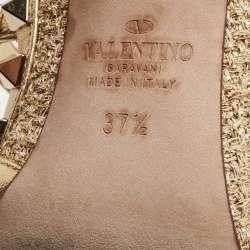 VALENTINO
GARAVANI
MADE IN ITALY
37½